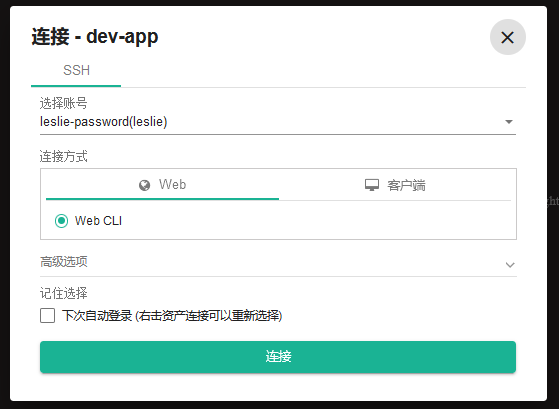 连接 - dev-app
SSH
选择账号
leslie-password(leslie)
连接方式
Web
客户端
Web CLI
高级选项
记住选择
下次自动登录 (右击资产连接可以重新选择)
连接